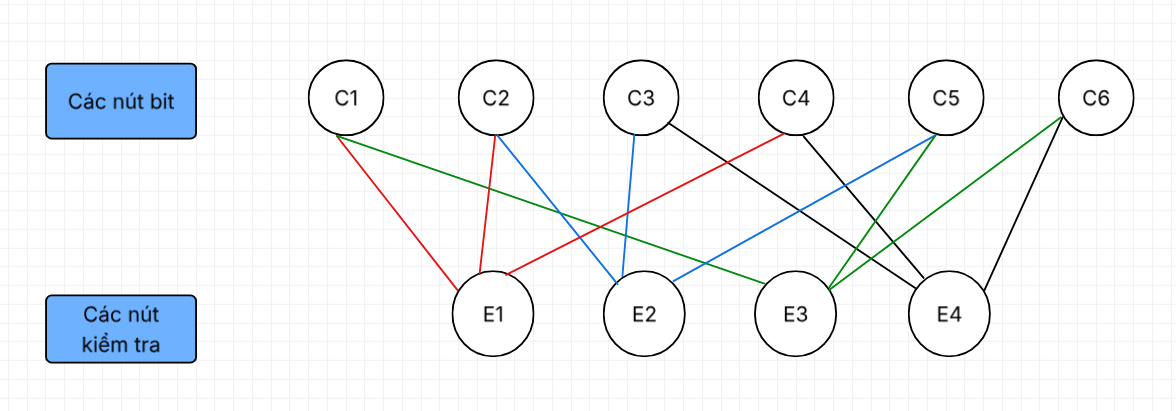 Các nút bit
C1
C2
C3
C4
C5
C6
Các nút
kiểm tra
E1
E2
E3
E4